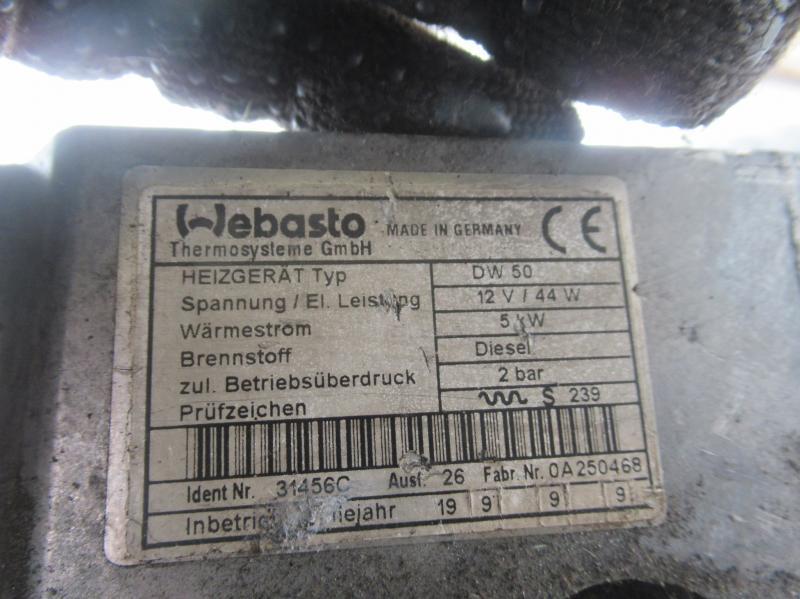 Webasto MADE IN GERMANY CE
Thermosysteme GmbH
HEIZGERÄT Typ DW 50
Spannung / El. Leistung 12 V / 44 W
Wärmestrom 5 kW
Brennstoff Diesel
zul. Betriebsüberdruck 2 bar
Prüfzeichen S 239
Ident Nr. 31456C Ausf. 26 Fabr. Nr. 0A250468
19 9 9 9